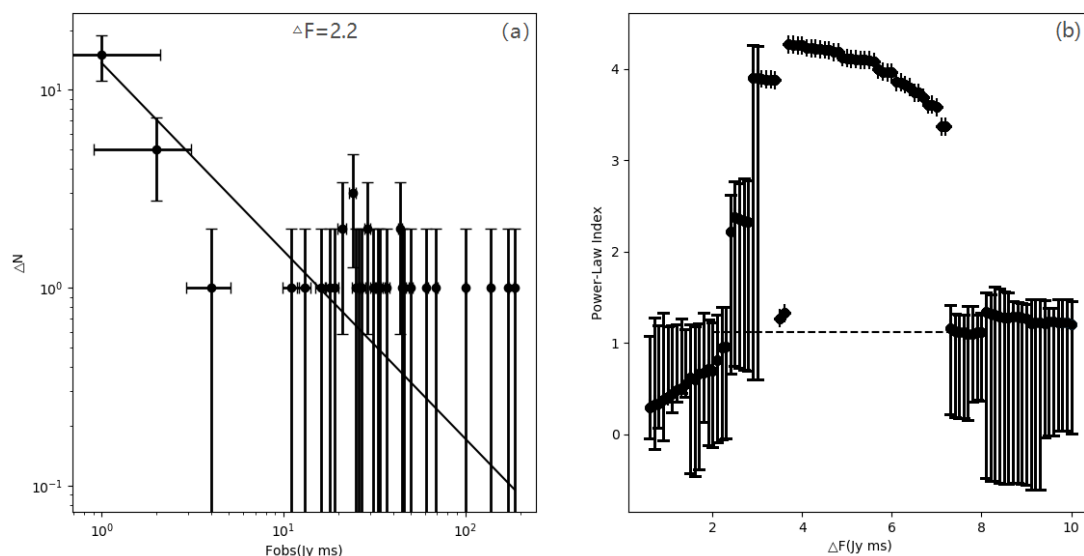 △F=2.2
(a)
10¹
10⁰
10⁻¹
△N
10⁰
10¹
10²
Fobs(Jy ms)
(b)
4
3
2
1
0
Power-Law Index
2
4
6
8
10
△F(Jy ms)